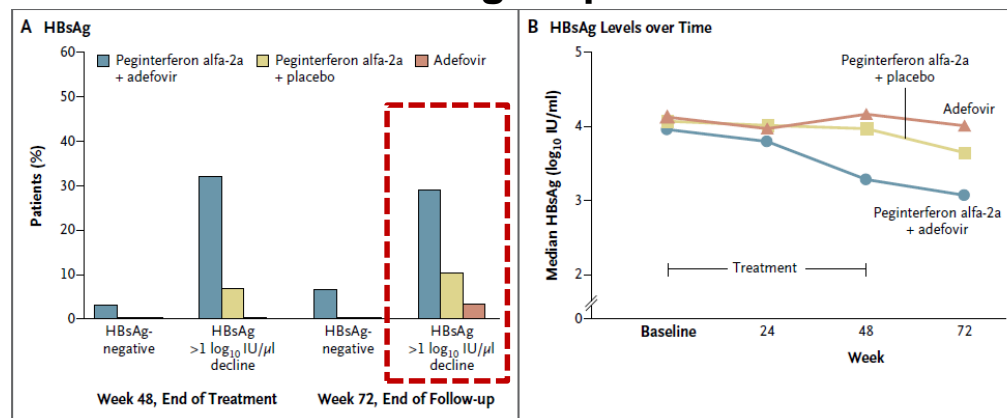 A HBsAg
60
50
40
30
20
10
0
Patients (%)
Peginterferon alfa-2a
+ adefovir
Peginterferon alfa-2a
+ placebo
Adefovir
HBsAg-
negative
HBsAg
>1 log10 IU/µl
decline
HBsAg-
negative
HBsAg
>1 log10 IU/µl
decline
Week 48, End of Treatment
Week 72, End of Follow-up
B HBsAg Levels over Time
5
4
3
2
0
Median HBsAg (log10 IU/ml)
Peginterferon alfa-2a
+ placebo
Adefovir
Peginterferon alfa-2a
+ adefovir
Treatment
Baseline
24
48
72
Week